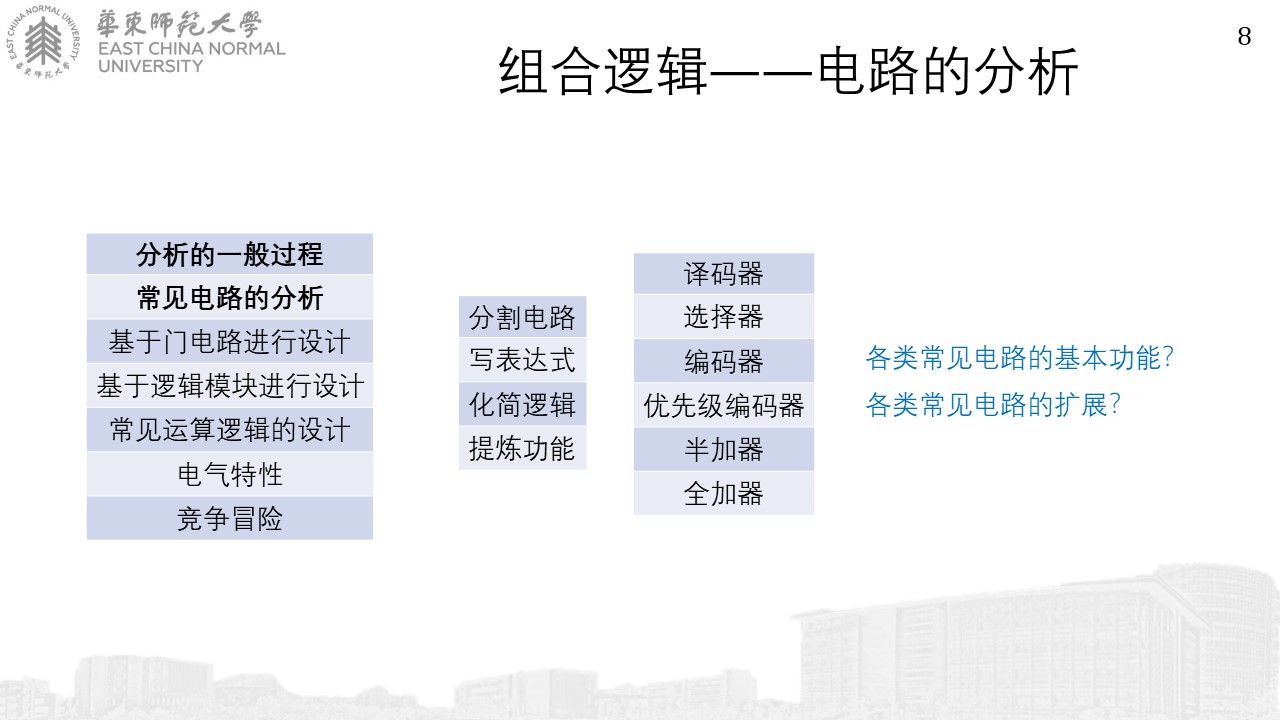 華東師範大學
EAST CHINA NORMAL
UNIVERSITY
EAST CHINA NORMAL UNIVERSITY
華東师范大学
8
组合逻辑——电路的分析
分析的一般过程
常见电路的分析
基于门电路进行设计
基于逻辑模块进行设计
常见运算逻辑的设计
电气特性
竞争冒险
分割电路
写表达式
化简逻辑
提炼功能
译码器
选择器
编码器
优先级编码器
半加器
全加器
各类常见电路的基本功能？
各类常见电路的扩展？